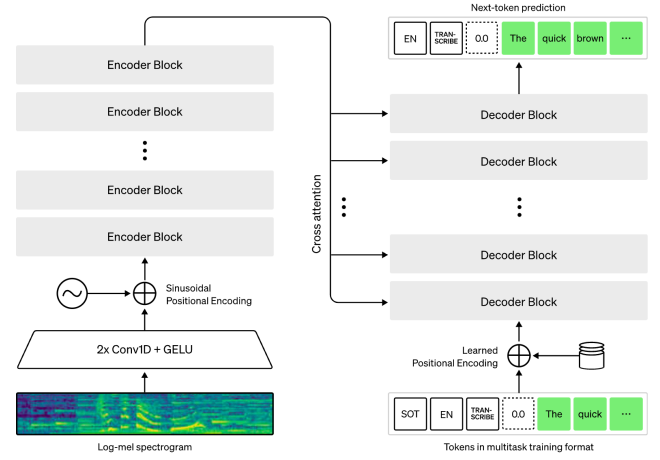 Next-token prediction
EN TRAN-SCRIBE 0.0 The quick brown ...
Encoder Block
Encoder Block
Encoder Block
Encoder Block
Sinusoidal
Positional Encoding
2x Conv1D + GELU
Log-mel spectrogram
Cross attention
Decoder Block
Decoder Block
Decoder Block
Decoder Block
Learned
Positional Encoding
SOT EN TRAN-SCRIBE 0.0 The quick ...
Tokens in multitask training format